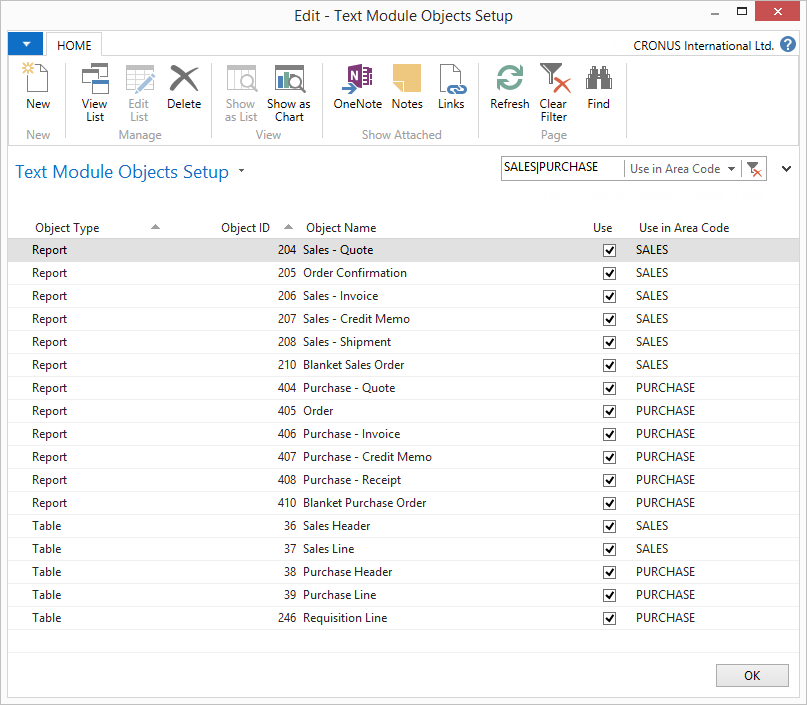 Edit - Text Module Objects Setup
HOME
CRONUS International Ltd. ?
New
View List
Edit List
Delete
Show as List
Show as Chart
OneNote
Notes
Links
Refresh
Clear Filter
Find
New
Manage
View
Show Attached
Page
Text Module Objects Setup
SALES|PURCHASE Use in Area Code
Object Type Object ID Object Name Use Use in Area Code
Report 204 Sales - Quote SALES
Report 205 Order Confirmation SALES
Report 206 Sales - Invoice SALES
Report 207 Sales - Credit Memo SALES
Report 208 Sales - Shipment SALES
Report 210 Blanket Sales Order SALES
Report 404 Purchase - Quote PURCHASE
Report 405 Order PURCHASE
Report 406 Purchase - Invoice PURCHASE
Report 407 Purchase - Credit Memo PURCHASE
Report 408 Purchase - Receipt PURCHASE
Report 410 Blanket Purchase Order PURCHASE
Table 36 Sales Header SALES
Table 37 Sales Line SALES
Table 38 Purchase Header PURCHASE
Table 39 Purchase Line PURCHASE
Table 246 Requisition Line PURCHASE
OK